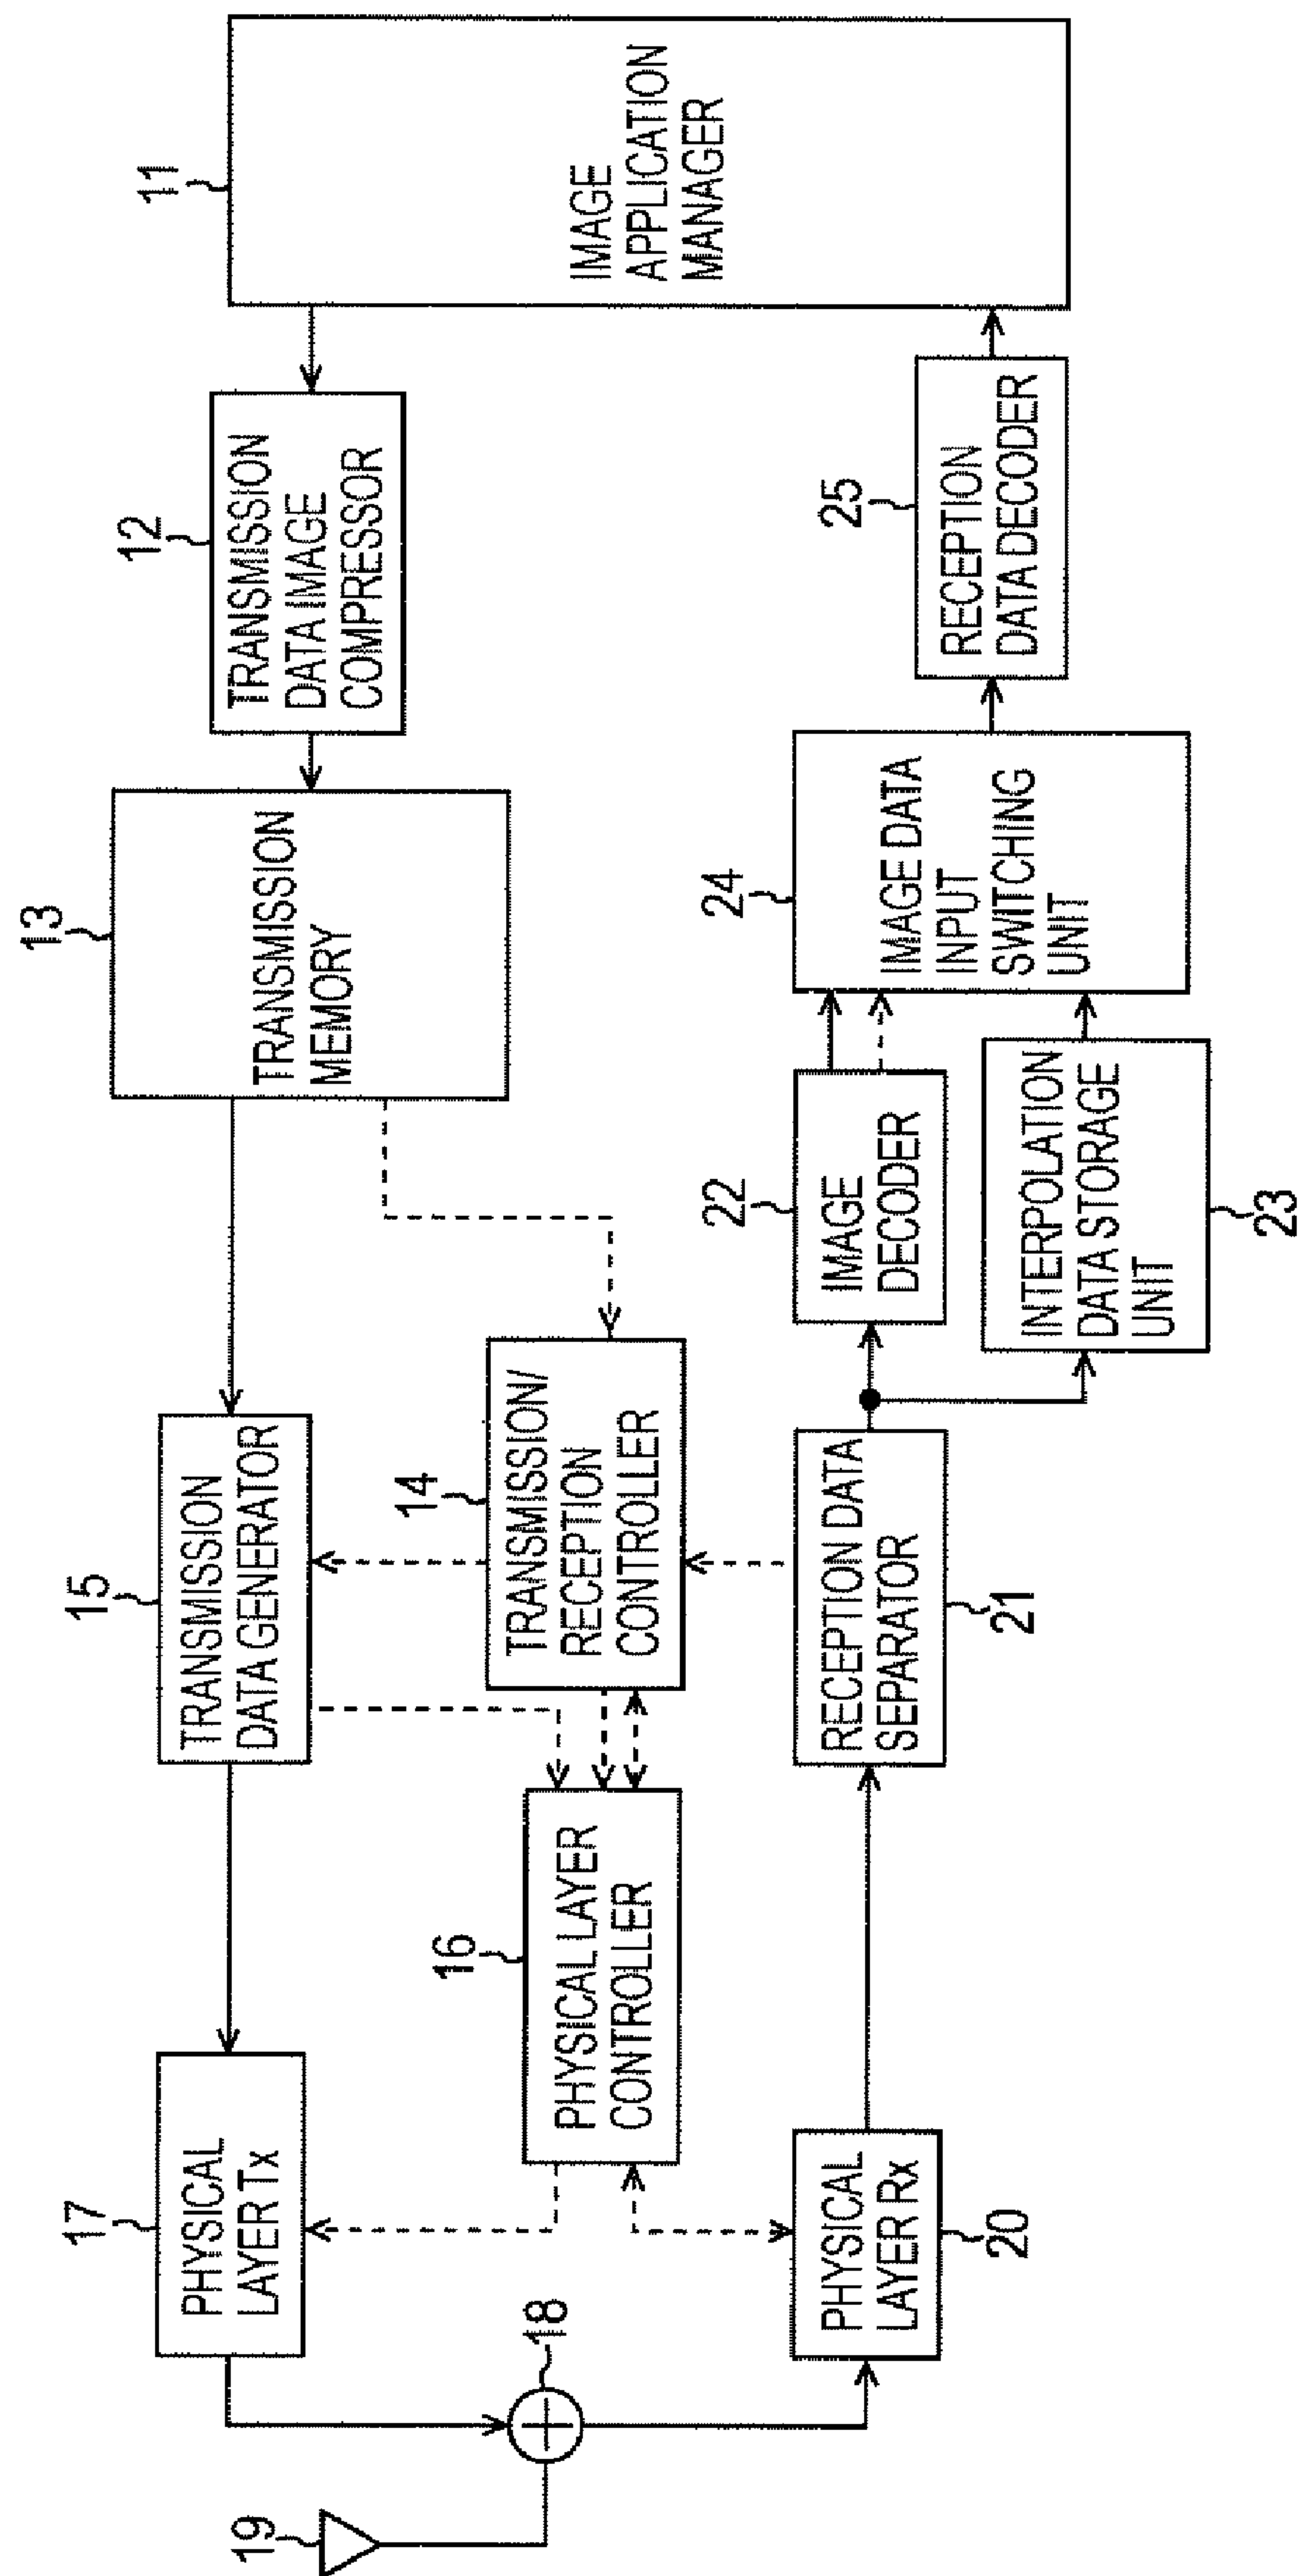 11
IMAGE
APPLICATION
MANAGER
12
TRANSMISSION
DATA IMAGE
COMPRESSOR
13
TRANSMISSION
MEMORY
15
TRANSMISSION
DATA GENERATOR
14
TRANSMISSION/
RECEPTION
CONTROLLER
16
PHYSICAL LAYER
CONTROLLER
17
PHYSICAL
LAYER Tx
18
19
PHYSICAL
LAYER Rx
20
RECEPTION DATA
SEPARATOR
21
22
IMAGE
DECODER
INTERPOLATION
DATA STORAGE
UNIT
23
24
IMAGE DATA
INPUT
SWITCHING
UNIT
25
RECEPTION
DATA DECODER